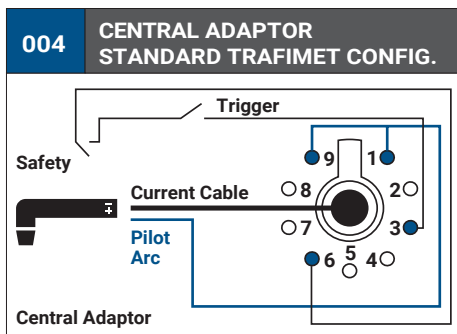 004
CENTRAL ADAPTOR
STANDARD TRAFIMET CONFIG.
Trigger
Safety
9
1
8
2
Current Cable
7
3
Pilot
Arc
6
5
4
Central Adaptor